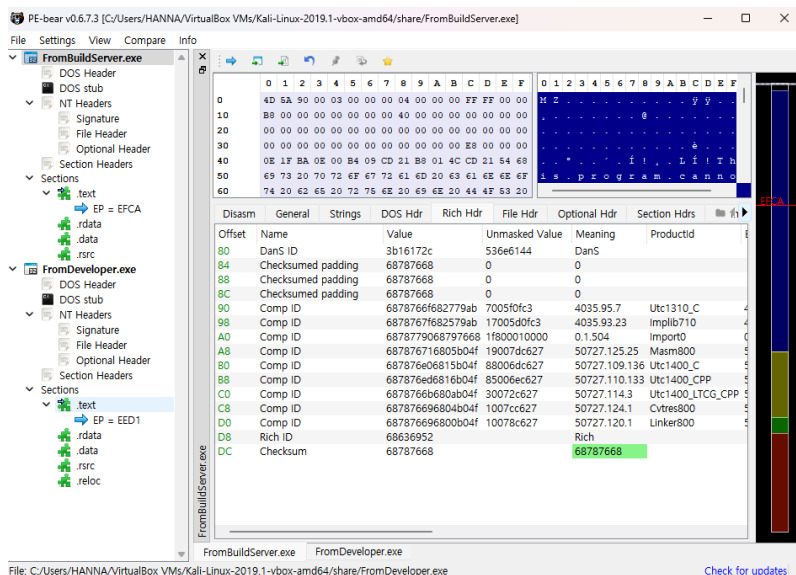 PE-bear v0.6.7.3 [C:/Users/HANNA/VirtualBox VMs/Kali-Linux-2019.1-vbox-amd64/share/FromBuildServer.exe]
File Settings View Compare Info
FromBuildServer.exe
DOS Header
DOS stub
NT Headers
Signature
File Header
Optional Header
Section Headers
Sections
.text
EP = EFCA
.rdata
.data
.rsrc
FromDeveloper.exe
DOS Header
DOS stub
NT Headers
Signature
File Header
Optional Header
Section Headers
Sections
.text
EP = EED1
.rdata
.data
.rsrc
.reloc
FromBuildServer.exe
0 1 2 3 4 5 6 7 8 9 A B C D E F
0 4D 5A 90 00 03 00 00 00 04 00 00 00 FF FF 00 00
10 B8 00 00 00 00 00 00 00 40 00 00 00 00 00 00 00
20 00 00 00 00 00 00 00 00 00 00 00 00 00 00 00 00
30 00 00 00 00 00 00 00 00 00 00 00 00 E8 00 00 00
40 0E 1F BA 0E 00 B4 09 CD 21 B8 01 4C CD 21 54 68
50 69 73 20 70 72 6F 67 72 61 6D 20 63 61 6E 6E 6F
60 74 20 62 65 20 72 75 6E 20 69 6E 20 44 4F 53 20
0 1 2 3 4 5 6 7 8 9 A B C D E F
M Z . . . . . . . . . . ÿ ÿ . .
. . . . . . . . @ . . . . . . .
. . . . . . . . . . . . . . . .
. . . . . . . . . . . . è . . .
. . º . . ´ . Í ! ¸ . L Í ! T h
i s . p r o g r a m . c a n n o
EFCA
Disasm General Strings DOS Hdr Rich Hdr File Hdr Optional Hdr Section Hdrs
Offset Name Value Unmasked Value Meaning ProductId
80 DanS ID 3b16172c 536e6144 DanS
84 Checksumed padding 68787668 0 0
88 Checksumed padding 68787668 0 0
8C Checksumed padding 68787668 0 0
90 Comp ID 6878766f682779ab 7005f0fc3 4035.95.7 Utc1310_C
98 Comp ID 6878767f682579ab 17005d0fc3 4035.93.23 Implib710
A0 Comp ID 6878779068797668 1f800010000 0.1.504 Import0
A8 Comp ID 687876716805b04f 19007dc627 50727.125.25 Masm800
B0 Comp ID 687876e06815b04f 88006dc627 50727.109.136 Utc1400_C
B8 Comp ID 687876ed6816b04f 85006ec627 50727.110.133 Utc1400_CPP
C0 Comp ID 6878766b680ab04f 30072c627 50727.114.3 Utc1400_LTCG_CPP
C8 Comp ID 687876696804b04f 1007cc627 50727.124.1 Cvtres800
D0 Comp ID 687876696800b04f 10078c627 50727.120.1 Linker800
D8 Rich ID 68636952 Rich
DC Checksum 68787668 68787668
FromBuildServer.exe FromDeveloper.exe
File: C:/Users/HANNA/VirtualBox VMs/Kali-Linux-2019.1-vbox-amd64/share/FromDeveloper.exe Check for updates